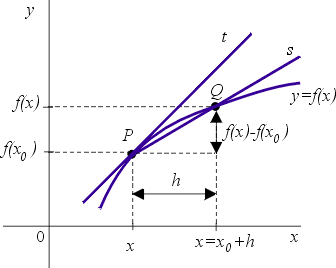 y
t
s
Q
y=f(x)
f(x)
P
f(x)-f(x₀)
f(x₀)
h
0
x
x=x₀+h
x